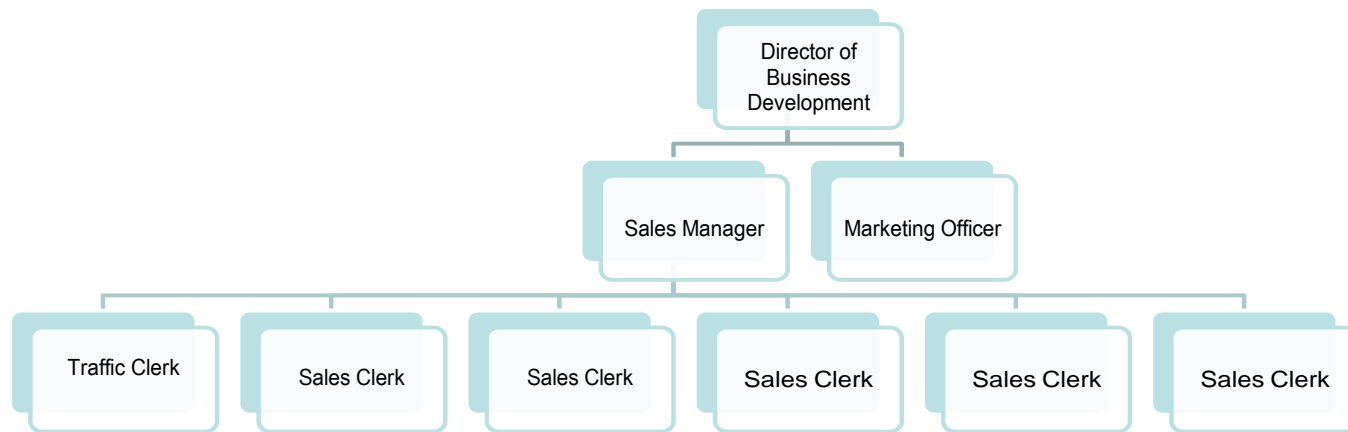 Director of
Business
Development
Sales Manager
Marketing Officer
Traffic Clerk
Sales Clerk
Sales Clerk
Sales Clerk
Sales Clerk
Sales Clerk